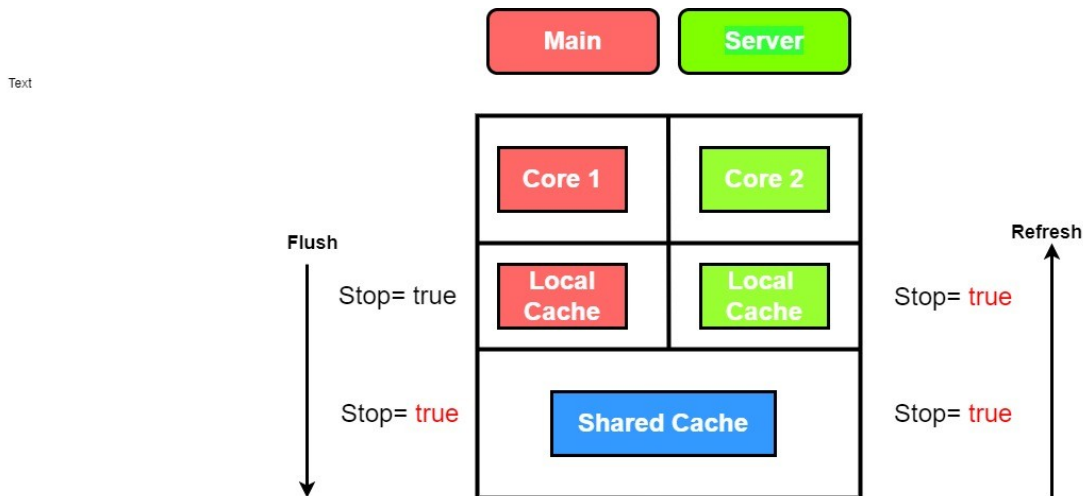 Main
Server
Text
Core 1
Core 2
Flush
Refresh
Stop= true
Local
Cache
Local
Cache
Stop= true
Stop= true
Shared Cache
Stop= true